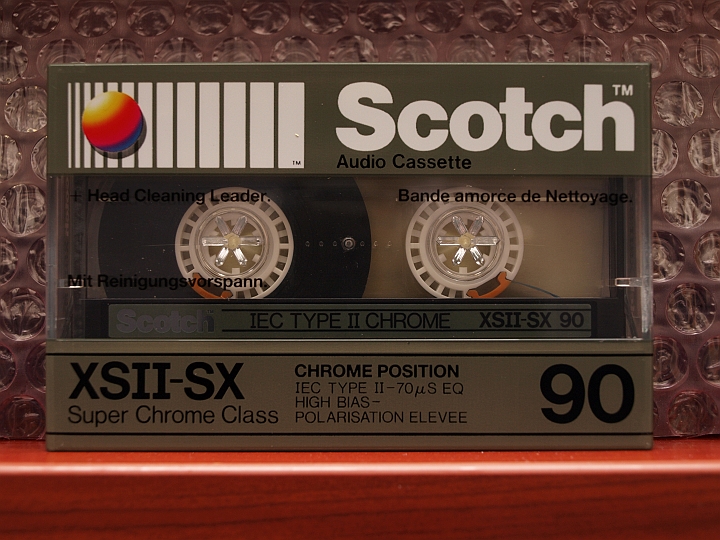 Scotch™
TM
Audio Cassette
+ Head Cleaning Leader.
Bande amorce de Nettoyage.
Mit Reinigungsvorspann.
Scotch IEC TYPE II CHROME XSII-SX 90
XSII-SX
Super Chrome Class
CHROME POSITION
IEC TYPE II-70μS EQ
HIGH BIAS-
POLARISATION ELEVEE
90